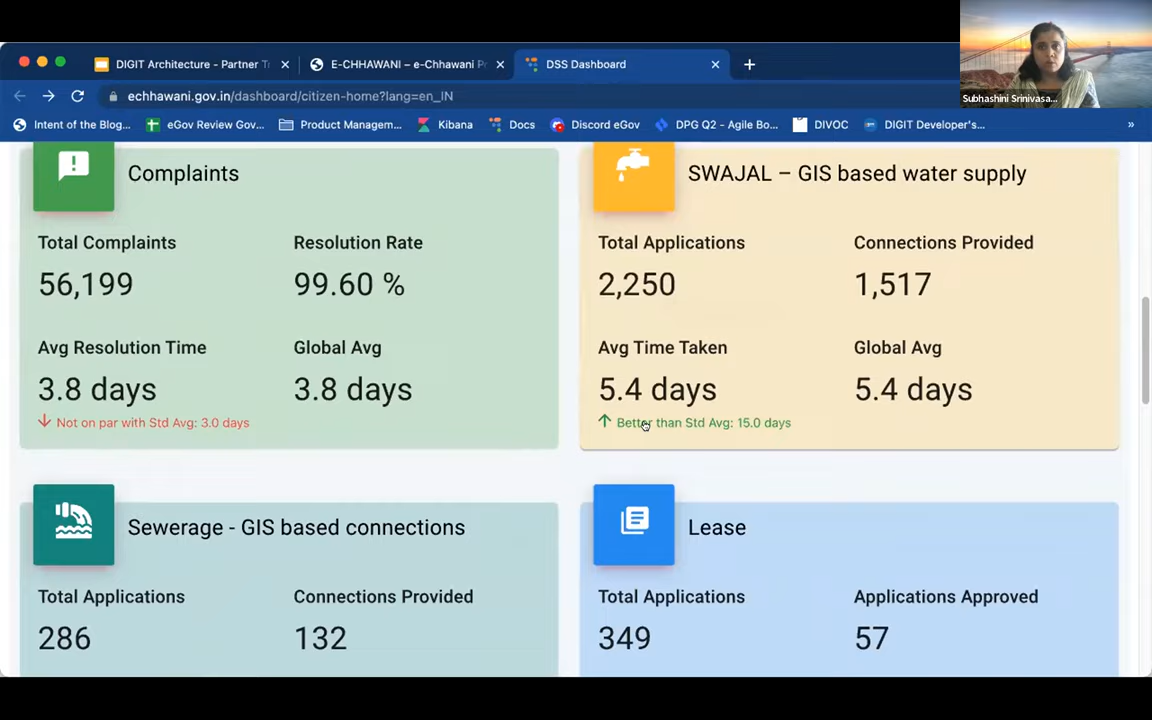 DIGIT Architecture - Partner Tr
E-CHHAWANI – e-Chhawani Pr
DSS Dashboard
echhawani.gov.in/dashboard/citizen-home?lang=en_IN
Intent of the Blog...
eGov Review Gov...
Product Managem...
Kibana
Docs
Discord eGov
DPG Q2 - Agile Bo...
DIVOC
DIGIT Developer's...
»
Subhashini Srinivasa...
Complaints
Total Complaints
Resolution Rate
56,199
99.60 %
Avg Resolution Time
Global Avg
3.8 days
3.8 days
Not on par with Std Avg: 3.0 days
SWAJAL – GIS based water supply
Total Applications
Connections Provided
2,250
1,517
Avg Time Taken
Global Avg
5.4 days
5.4 days
Better than Std Avg: 15.0 days
Sewerage - GIS based connections
Total Applications
Connections Provided
286
132
Lease
Total Applications
Applications Approved
349
57